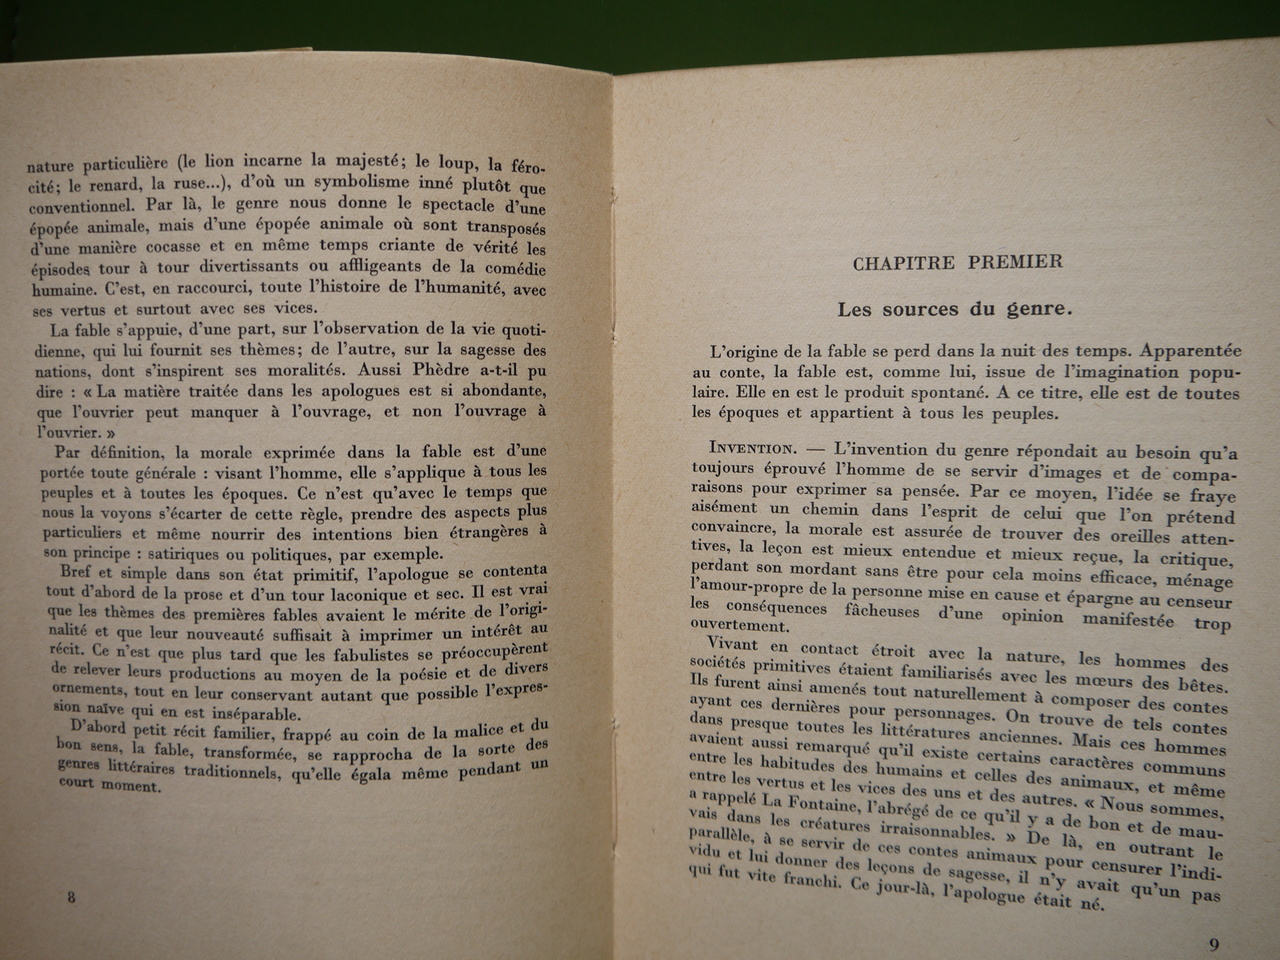 nature particulière (le lion incarne la majesté; le loup, la féro-
cité; le renard, la ruse...), d'où un symbolisme inné plutôt que
conventionnel. Par là, le genre nous donne le spectacle d'une
épopée animale, mais d'une épopée animale où sont transposés
d'une manière cocasse et en même temps criante de vérité les
épisodes tour à tour divertissants ou affligeants de la comédie
humaine. C'est, en raccourci, toute l'histoire de l'humanité, avec
ses vertus et surtout avec ses vices.
La fable s'appuie, d'une part, sur l'observation de la vie quoti-
dienne, qui lui fournit ses thèmes; de l'autre, sur la sagesse des
nations, dont s'inspirent ses moralités. Aussi Phèdre a-t-il pu
dire : « La matière traitée dans les apologues est si abondante,
que l'ouvrier peut manquer à l'ouvrage, et non l'ouvrage à
l'ouvrier. »
Par définition, la morale exprimée dans la fable est d'une
portée toute générale : visant l'homme, elle s'applique à tous les
peuples et à toutes les époques. Ce n'est qu'avec le temps que
nous la voyons s'écarter de cette règle, prendre des aspects plus
particuliers et même nourrir des intentions bien étrangères à
son principe : satiriques ou politiques, par exemple.
Bref et simple dans son état primitif, l'apologue se contenta
tout d'abord de la prose et d'un tour laconique et sec. Il est vrai
que les thèmes des premières fables avaient le mérite de l'origi-
nalité et que leur nouveauté suffisait à imprimer un intérêt au
récit. Ce n'est que plus tard que les fabulistes se préoccupèrent
de relever leurs productions au moyen de la poésie et de divers
ornements, tout en leur conservant autant que possible l'expres-
sion naïve qui en est inséparable.
D'abord petit récit familier, frappé au coin de la malice et du
bon sens, la fable, transformée, se rapprocha de la sorte des
genres littéraires traditionnels, qu'elle égala même pendant un
court moment.
8
CHAPITRE PREMIER
Les sources du genre.
L'origine de la fable se perd dans la nuit des temps. Apparentée
au conte, la fable est, comme lui, issue de l'imagination popu-
laire. Elle en est le produit spontané. A ce titre, elle est de toutes
les époques et appartient à tous les peuples.
INVENTION. — L'invention du genre répondait au besoin qu'a
toujours éprouvé l'homme de se servir d'images et de compa-
raisons pour exprimer sa pensée. Par ce moyen, l'idée se fraye
aisément un chemin dans l'esprit de celui que l'on prétend
convaincre, la morale est assurée de trouver des oreilles atten-
tives, la leçon est mieux entendue et mieux reçue, la critique,
perdant son mordant sans être pour cela moins efficace, ménage
l'amour-propre de la personne mise en cause et épargne au censeur
les conséquences fâcheuses d'une opinion manifestée trop
ouvertement.
Vivant en contact étroit avec la nature, les hommes des
sociétés primitives étaient familiarisés avec les mœurs des bêtes.
Ils furent ainsi amenés tout naturellement à composer des contes
ayant ces dernières pour personnages. On trouve de tels contes
dans presque toutes les littératures anciennes. Mais ces hommes
avaient aussi remarqué qu'il existe certains caractères communs
entre les habitudes des humains et celles des animaux, et même
entre les vertus et les vices des uns et des autres. « Nous sommes,
a rappelé La Fontaine, l'abrégé de ce qu'il y a de bon et de mau-
vais dans les créatures irraisonnables. » De là, en outrant le
parallèle, à se servir de ces contes animaux pour censurer l'indi-
vidu et lui donner des leçons de sagesse, il n'y avait qu'un pas
qui fut vite franchi. Ce jour-là, l'apologue était né.
9